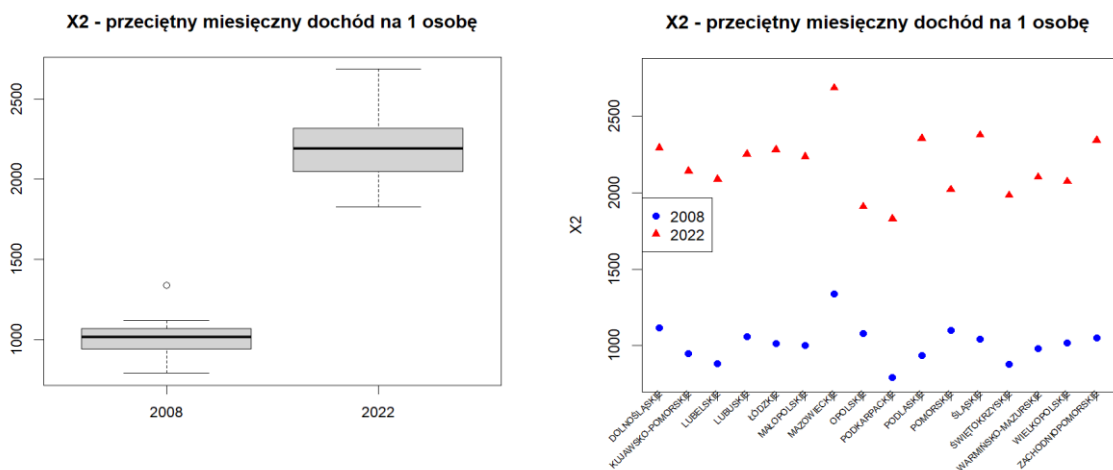 X2 - przeciętny miesięczny dochód na 1 osobę
2500
2000
1500
1000
2008
2022
X2 - przeciętny miesięczny dochód na 1 osobę
X2
2500
2000
1500
1000
2008
2022
DOLNOŚLĄSKIE
KUJAWSKO-POMORSKIE
LUBELSKIE
LUBUSKIE
ŁÓDZKIE
MAŁOPOLSKIE
MAZOWIECKIE
OPOLSKIE
PODKARPACKIE
PODLASKIE
POMORSKIE
ŚLĄSKIE
ŚWIĘTOKRZYSKIE
WARMIŃSKO-MAZURSKIE
WIELKOPOLSKIE
ZACHODNIOPOMORSKIE